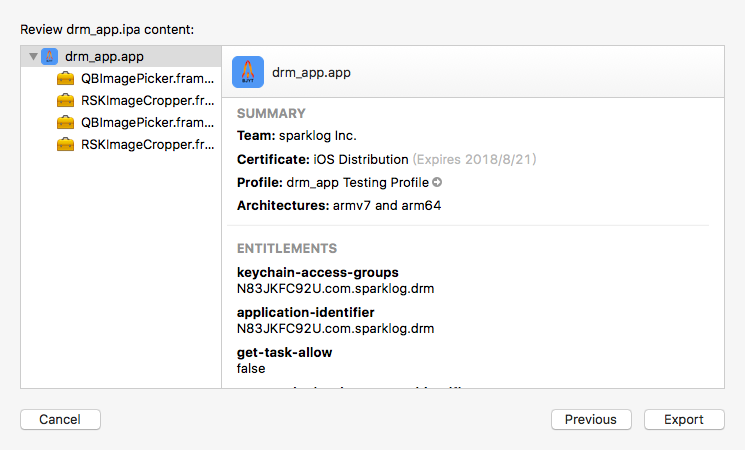 Review drm_app.ipa content:
drm_app.app
QBImagePicker.fram...
RSKImageCropper.fr...
QBImagePicker.fram...
RSKImageCropper.fr...
drm_app.app
SUMMARY
Team: sparklog Inc.
Certificate: iOS Distribution (Expires 2018/8/21)
Profile: drm_app Testing Profile
Architectures: armv7 and arm64
ENTITLEMENTS
keychain-access-groups
N83JKFC92U.com.sparklog.drm
application-identifier
N83JKFC92U.com.sparklog.drm
get-task-allow
false
Cancel
Previous
Export